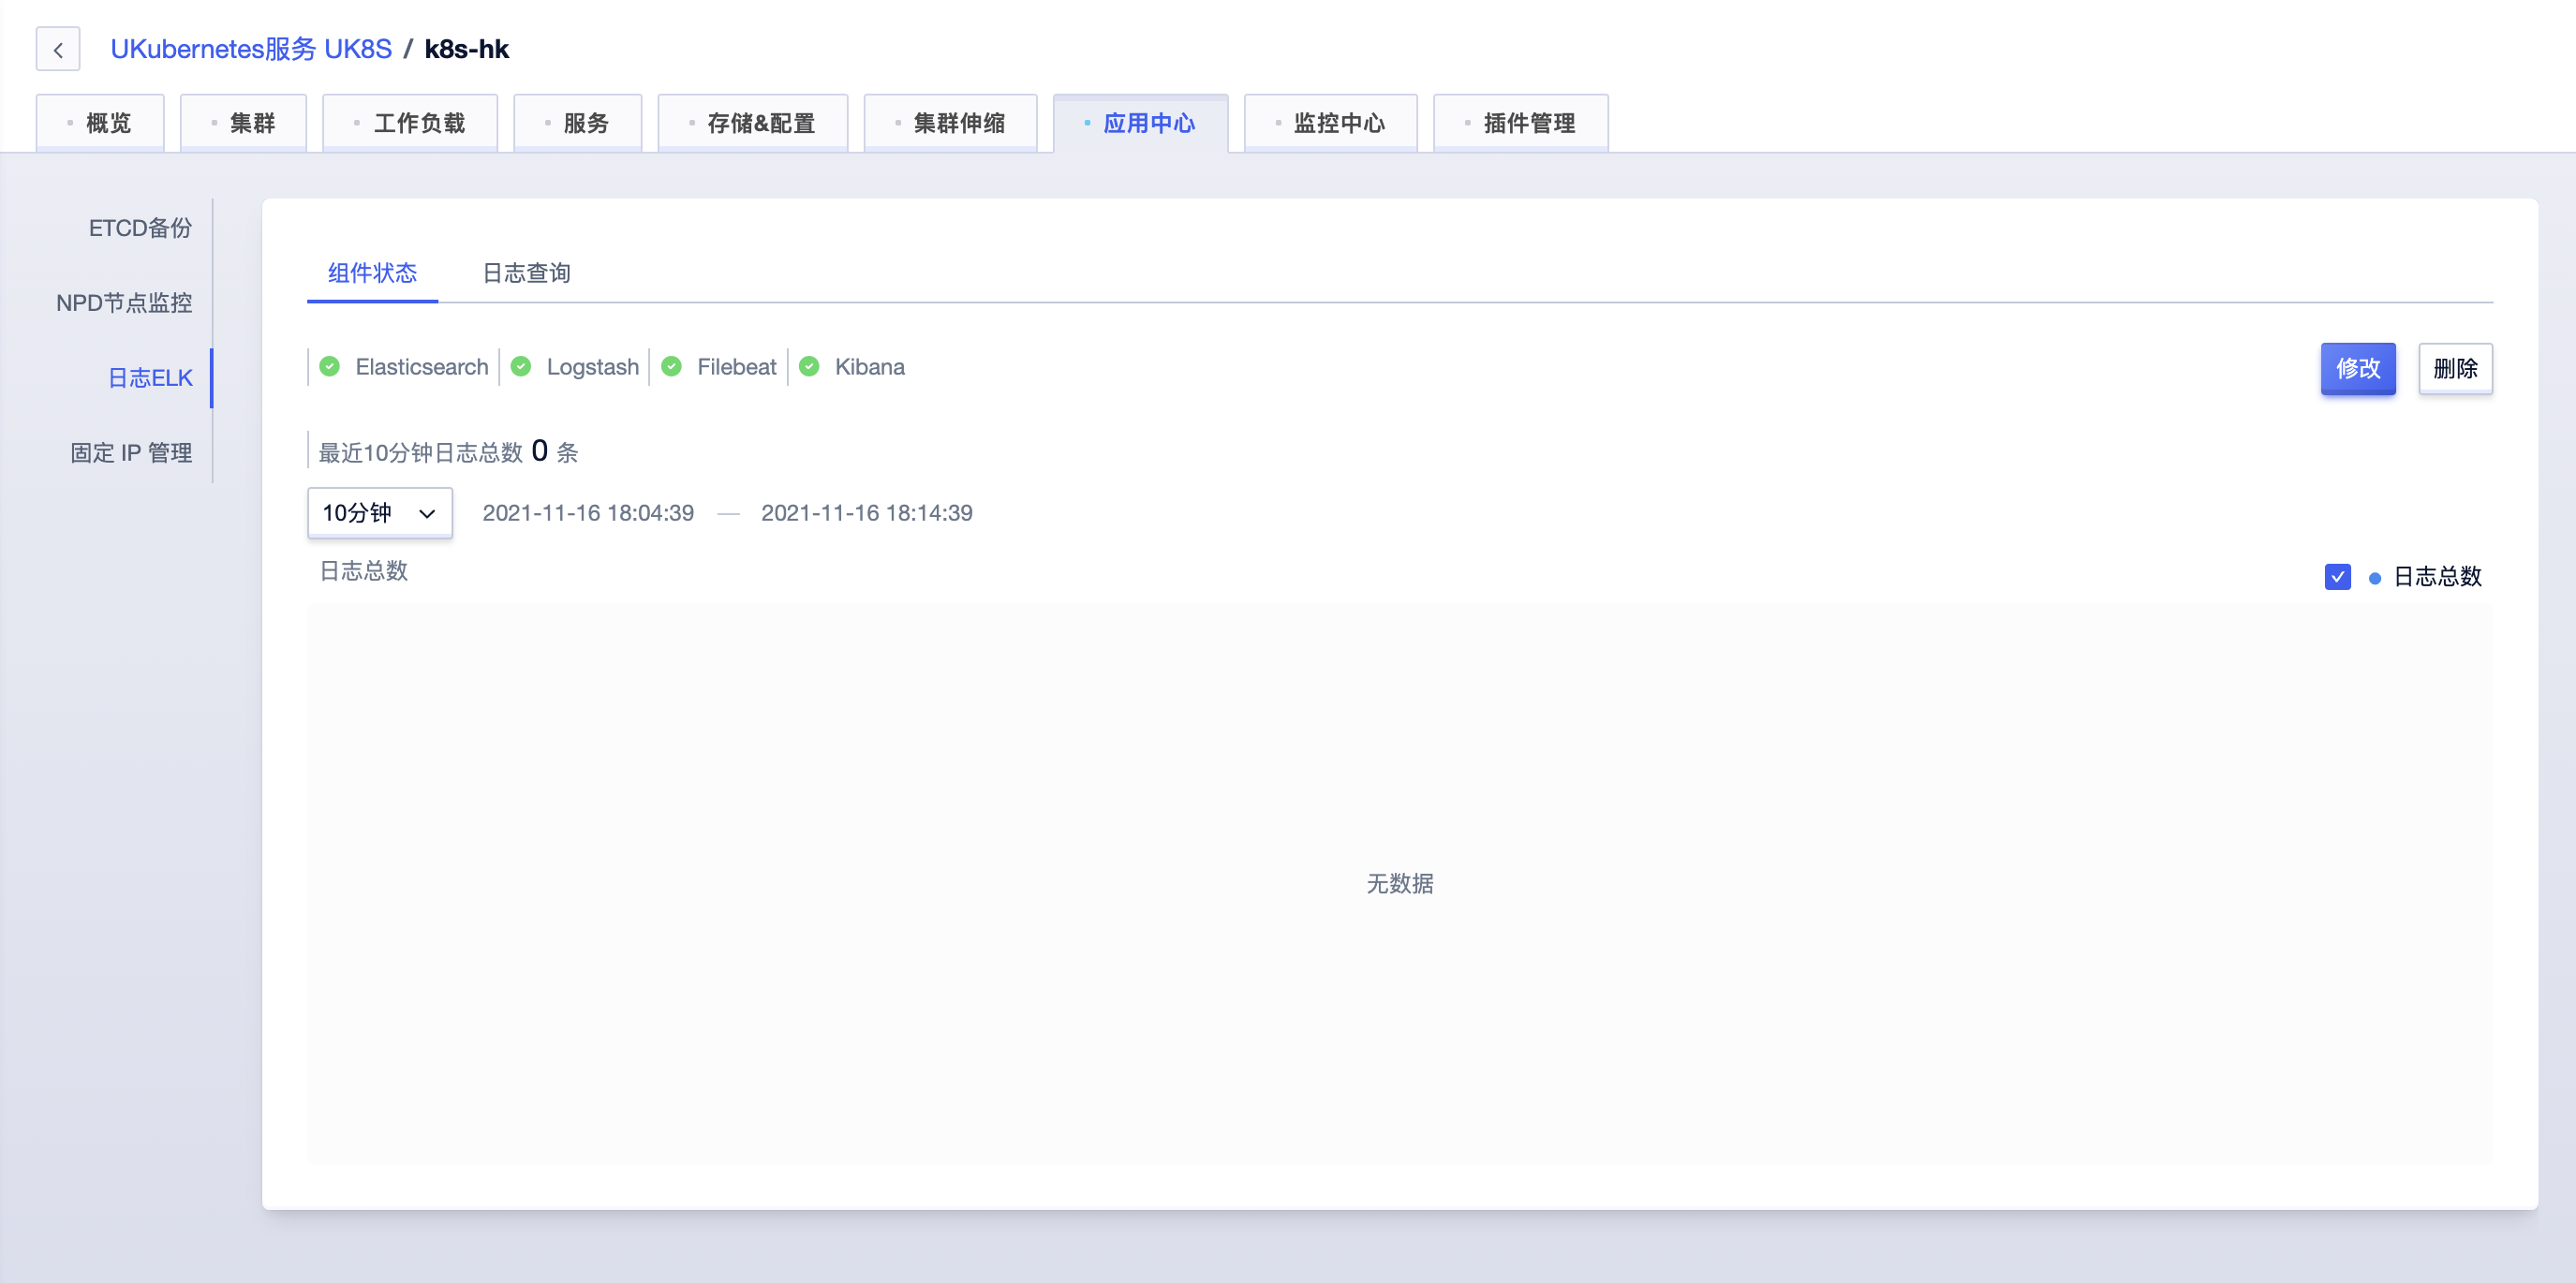 UKubernetes服务 UK8S / k8s-hk
概览 集群 工作负载 服务 存储&配置 集群伸缩 应用中心 监控中心 插件管理
ETCD备份
NPD节点监控
日志ELK
固定 IP 管理
组件状态 日志查询
Elasticsearch Logstash Filebeat Kibana 修改 删除
最近10分钟日志总数 0 条
10分钟 2021-11-16 18:04:39 — 2021-11-16 18:14:39
日志总数 日志总数
无数据